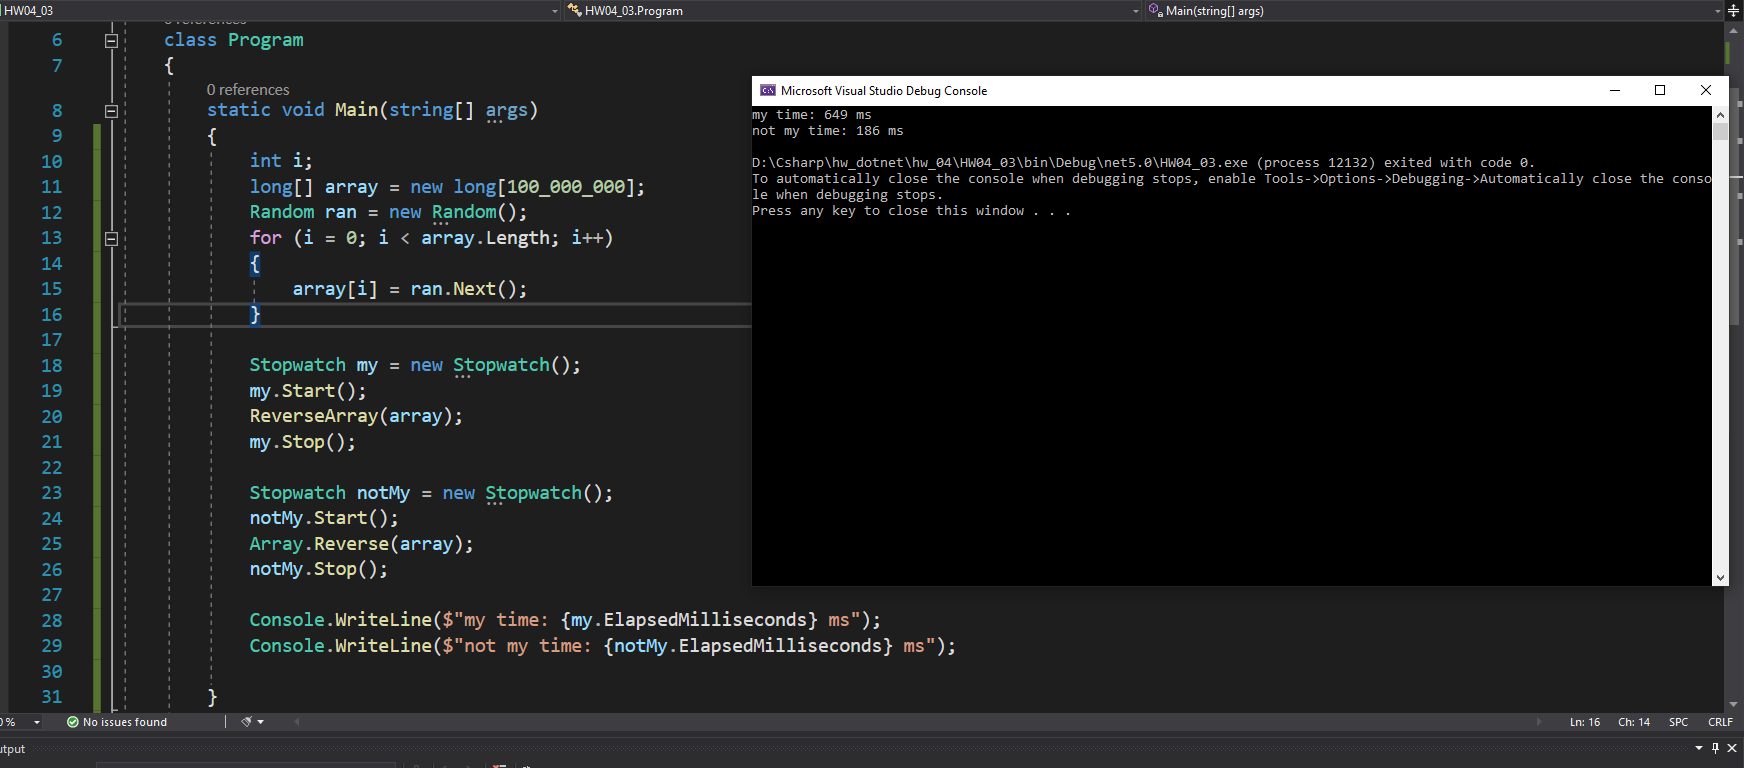 HW04_03
HW04_03.Program
Main(string[] args)
6 class Program
7 {
0 references
8 static void Main(string[] args)
9 {
10 int i;
11 long[] array = new long[100_000_000];
12 Random ran = new Random();
13 for (i = 0; i < array.Length; i++)
14 {
15 array[i] = ran.Next();
16 }
17
18 Stopwatch my = new Stopwatch();
19 my.Start();
20 ReverseArray(array);
21 my.Stop();
22
23 Stopwatch notMy = new Stopwatch();
24 notMy.Start();
25 Array.Reverse(array);
26 notMy.Stop();
27
28 Console.WriteLine($"my time: {my.ElapsedMilliseconds} ms");
29 Console.WriteLine($"not my time: {notMy.ElapsedMilliseconds} ms");
30
31 }
Microsoft Visual Studio Debug Console
my time: 649 ms
not my time: 186 ms
D:\Csharp\hw_dotnet\hw_04\HW04_03\bin\Debug\net5.0\HW04_03.exe (process 12132) exited with code 0.
To automatically close the console when debugging stops, enable Tools->Options->Debugging->Automatically close the conso
le when debugging stops.
Press any key to close this window . . .
No issues found
Ln: 16 Ch: 14 SPC CRLF